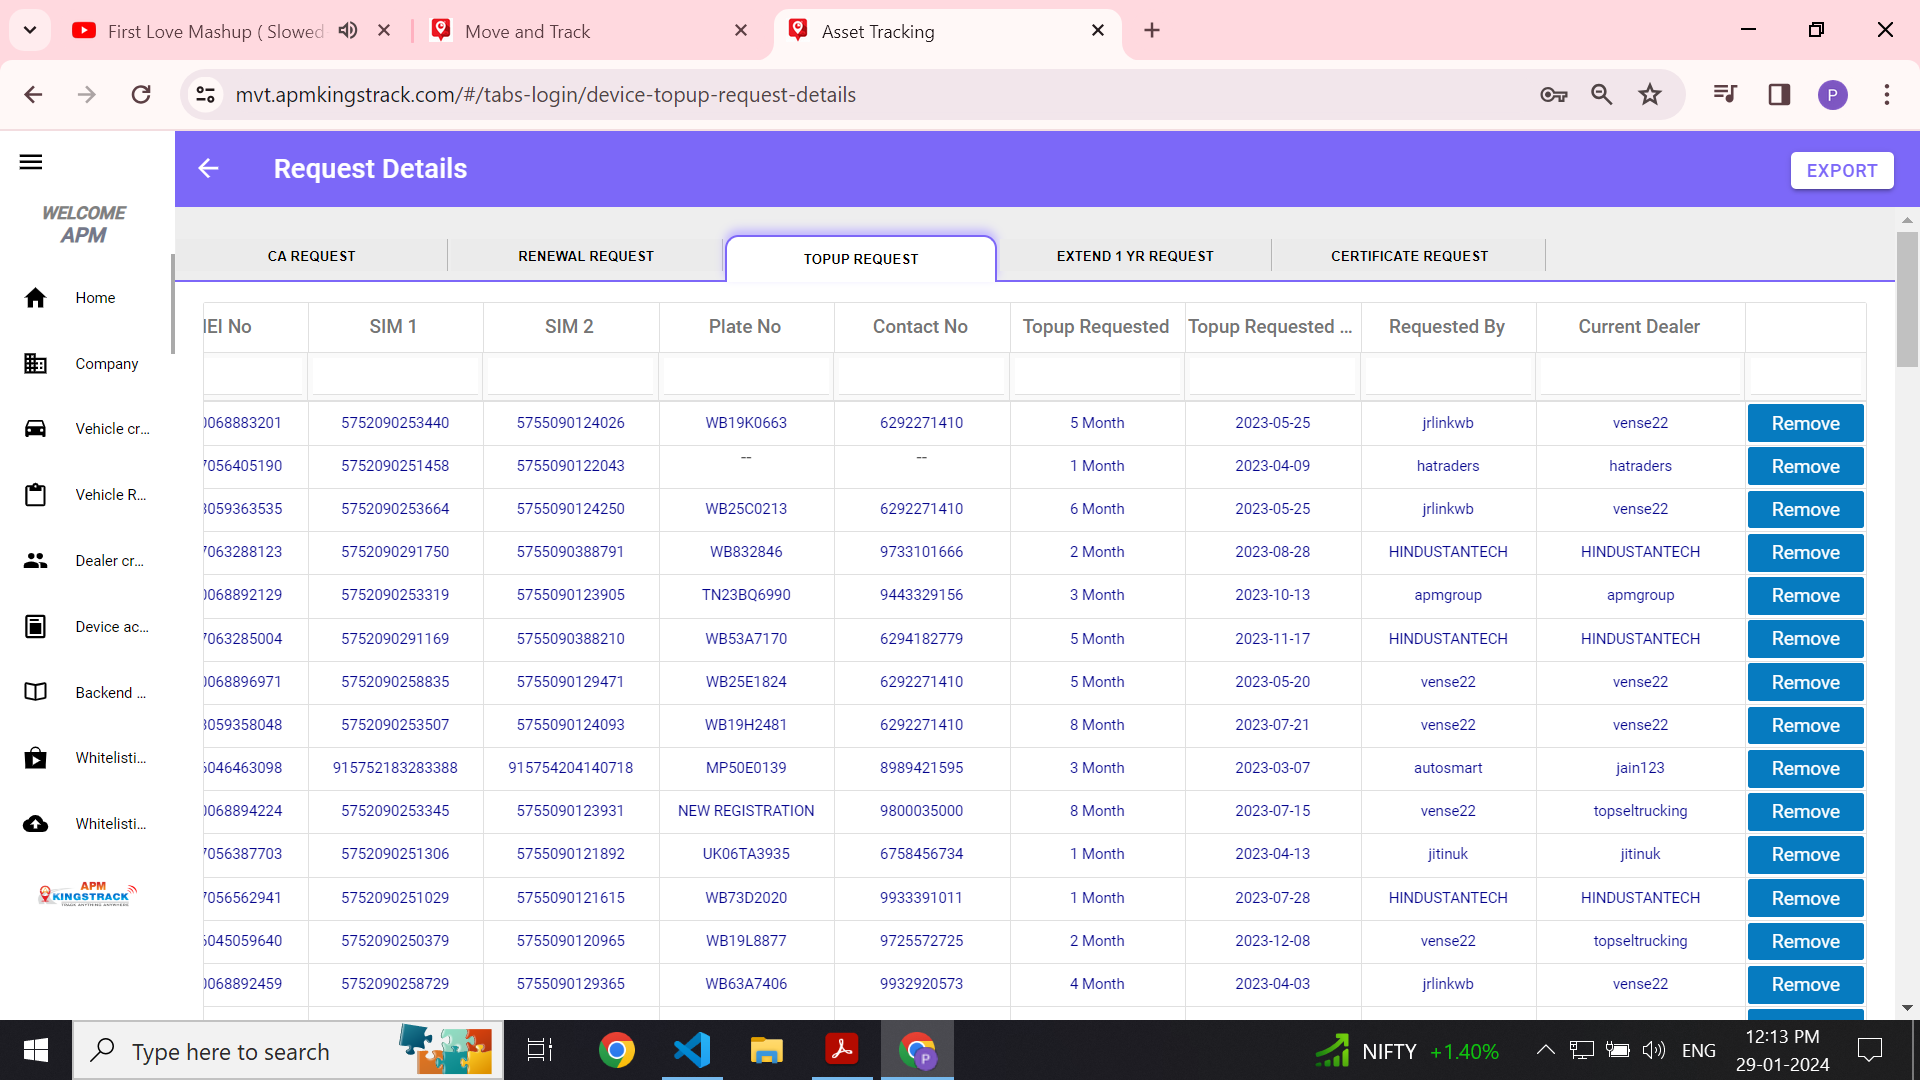 First Love Mashup ( Slowed
Move and Track
Asset Tracking
mvt.apmkingstrack.com/#/tabs-login/device-topup-request-details
P
WELCOME
APM
Home
Company
Vehicle cr...
Vehicle R...
Dealer cr...
Device ac...
Backend ...
Whitelisti...
Whitelisti...
APM
KINGSTRACK
Request Details
EXPORT
CA REQUEST RENEWAL REQUEST TOPUP REQUEST EXTEND 1 YR REQUEST CERTIFICATE REQUEST
IEI No SIM 1 SIM 2 Plate No Contact No Topup Requested Topup Requested ... Requested By Current Dealer
0068883201 5752090253440 5755090124026 WB19K0663 6292271410 5 Month 2023-05-25 jrlinkwb vense22 Remove
7056405190 5752090251458 5755090122043 -- -- 1 Month 2023-04-09 hatraders hatraders Remove
3059363535 5752090253664 5755090124250 WB25C0213 6292271410 6 Month 2023-05-25 jrlinkwb vense22 Remove
7063288123 5752090291750 5755090388791 WB832846 9733101666 2 Month 2023-08-28 HINDUSTANTECH HINDUSTANTECH Remove
0068892129 5752090253319 5755090123905 TN23BQ6990 9443329156 3 Month 2023-10-13 apmgroup apmgroup Remove
7063285004 5752090291169 5755090388210 WB53A7170 6294182779 5 Month 2023-11-17 HINDUSTANTECH HINDUSTANTECH Remove
0068896971 5752090258835 5755090129471 WB25E1824 6292271410 5 Month 2023-05-20 vense22 vense22 Remove
3059358048 5752090253507 5755090124093 WB19H2481 6292271410 8 Month 2023-07-21 vense22 vense22 Remove
6046463098 915752183283388 915754204140718 MP50E0139 8989421595 3 Month 2023-03-07 autosmart jain123 Remove
0068894224 5752090253345 5755090123931 NEW REGISTRATION 9800035000 8 Month 2023-07-15 vense22 topseltrucking Remove
7056387703 5752090251306 5755090121892 UK06TA3935 6758456734 1 Month 2023-04-13 jitinuk jitinuk Remove
7056562941 5752090251029 5755090121615 WB73D2020 9933391011 1 Month 2023-07-28 HINDUSTANTECH HINDUSTANTECH Remove
6045059640 5752090250379 5755090120965 WB19L8877 9725572725 2 Month 2023-12-08 vense22 topseltrucking Remove
0068892459 5752090258729 5755090129365 WB63A7406 9932920573 4 Month 2023-04-03 jrlinkwb vense22 Remove
Type here to search
P
NIFTY +1.40%
ENG
12:13 PM
29-01-2024